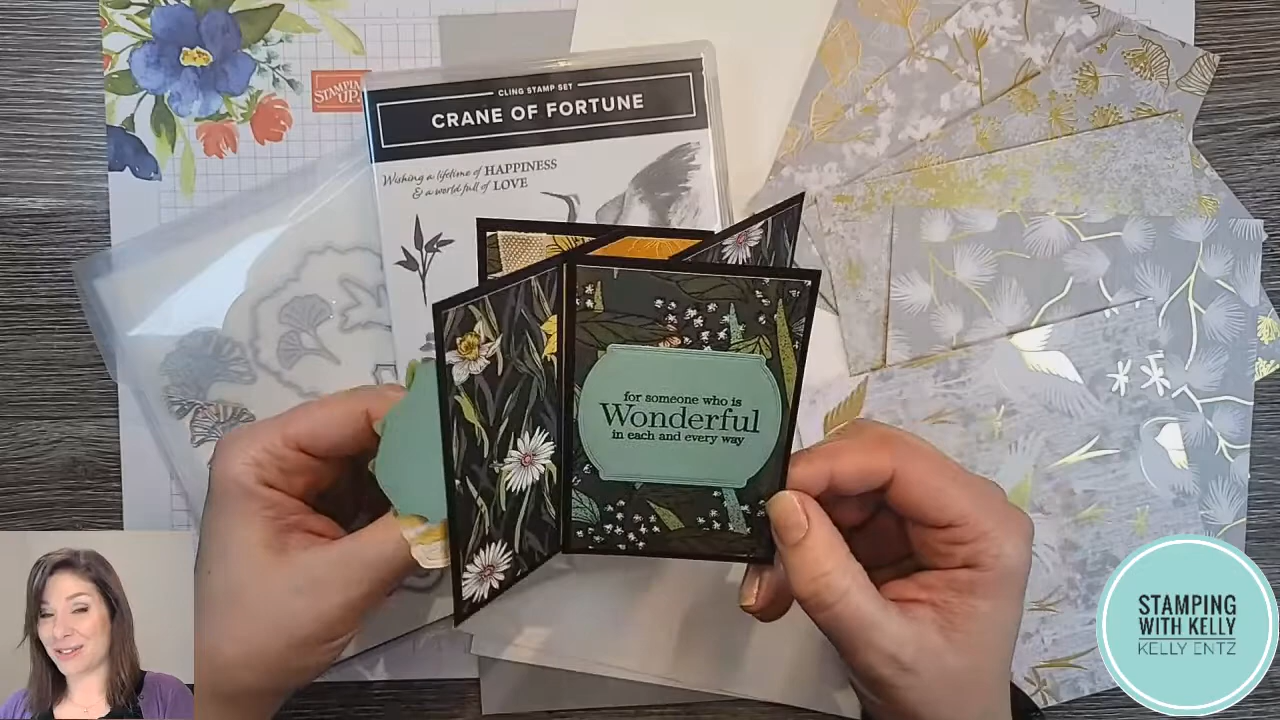 STAMPIN'
UP!
CLING STAMP SET
CRANE OF FORTUNE
Wishing a lifetime of HAPPINESS
& a world full of LOVE
for someone who is
Wonderful
in each and every way
STAMPING
WITH KELLY
KELLY ENTZ